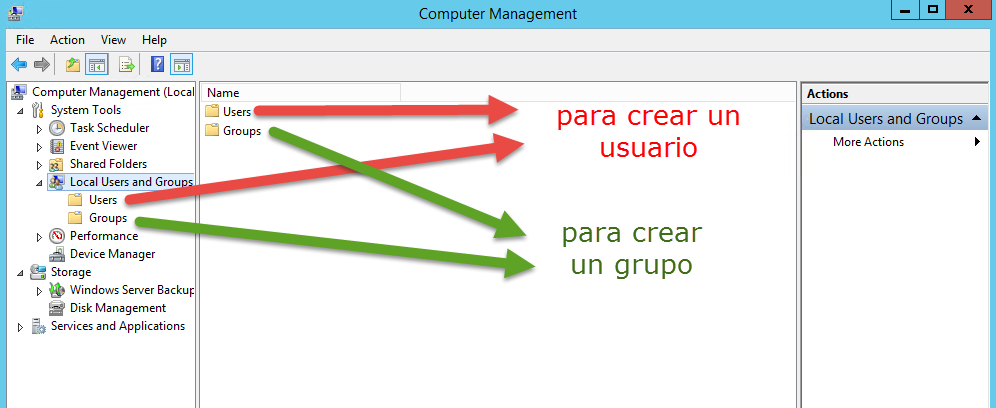 Computer Management
File Action View Help
Computer Management (Local
System Tools
Task Scheduler
Event Viewer
Shared Folders
Local Users and Groups
Users
Groups
Performance
Device Manager
Storage
Windows Server Backup
Disk Management
Services and Applications
Name
Users
Groups
para crear un
usuario
para crear
un grupo
Actions
Local Users and Groups
More Actions